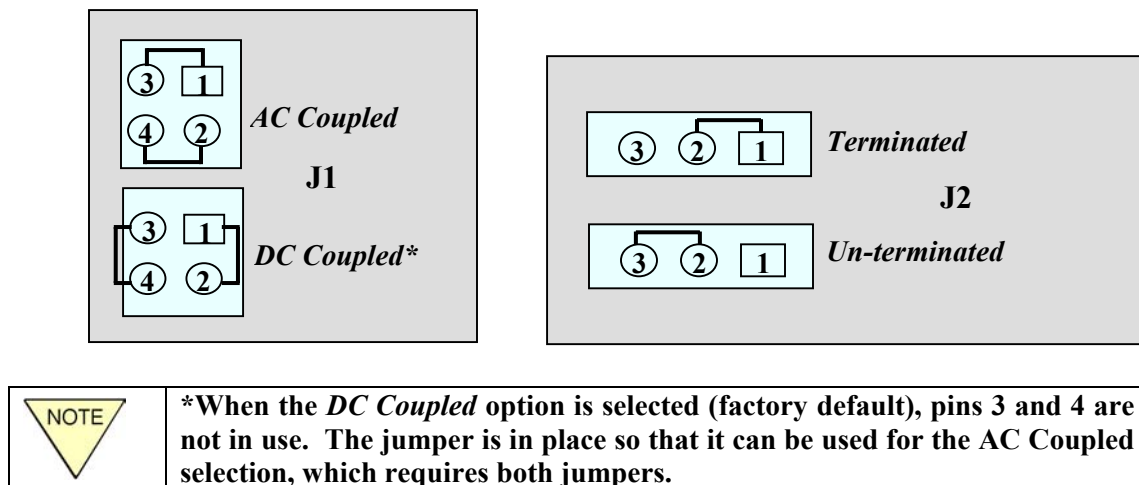 3 1
4 2
AC Coupled
J1
3 1
4 2
DC Coupled*
3 2 1
Terminated
J2
3 2 1
Un-terminated
NOTE
*When the DC Coupled option is selected (factory default), pins 3 and 4 are
not in use. The jumper is in place so that it can be used for the AC Coupled
selection, which requires both jumpers.